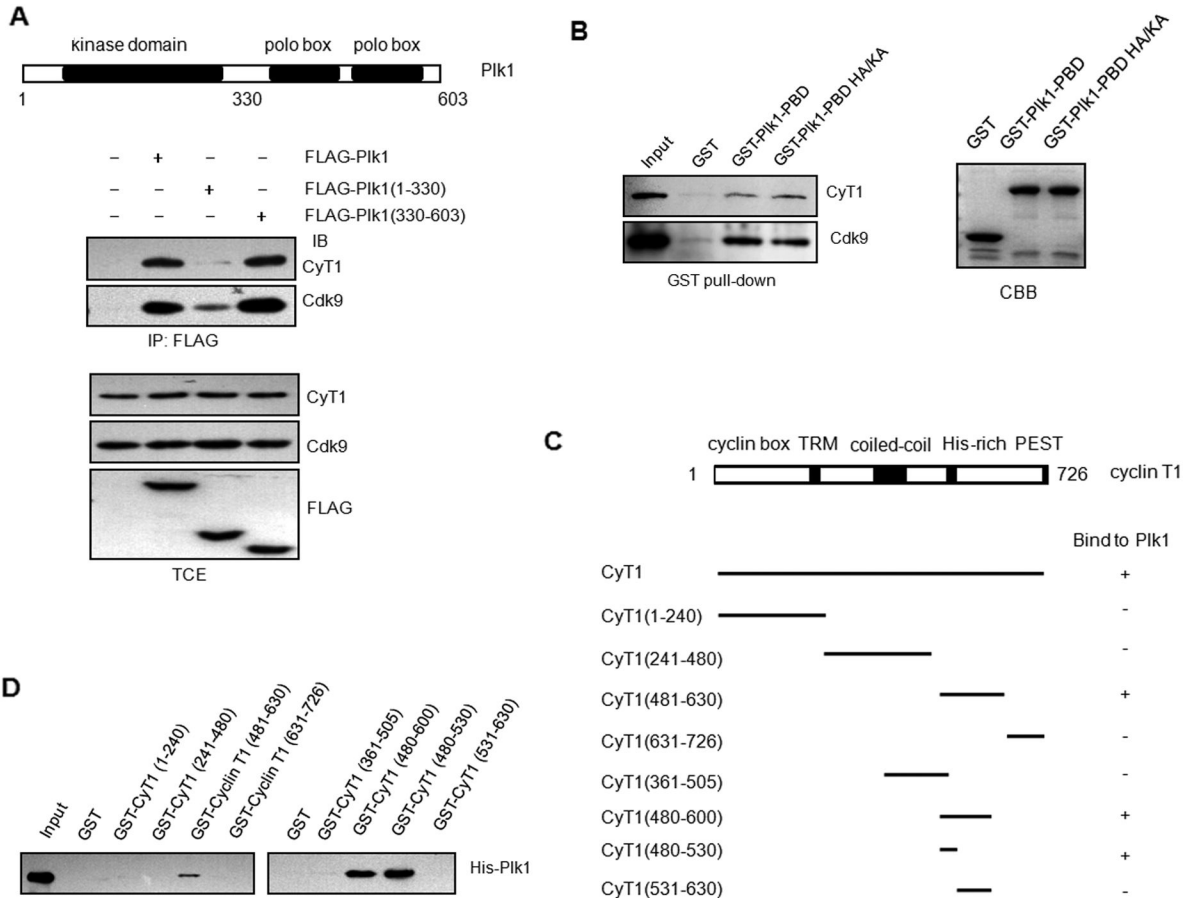 A
kinase domain polo box polo box
Plk1
1 330 603
– + – – FLAG-Plk1
– – + – FLAG-Plk1(1-330)
– – – + FLAG-Plk1(330-603)
IB
CyT1
Cdk9
IP: FLAG
CyT1
Cdk9
FLAG
TCE
B
Input GST GST-Plk1-PBD GST-Plk1-PBD HA/KA
CyT1
Cdk9
GST pull-down
GST GST-Plk1-PBD GST-Plk1-PBD HA/KA
CBB
C
cyclin box TRM coiled-coil His-rich PEST
1 726 cyclin T1
Bind to Plk1
CyT1 +
CyT1(1-240) -
CyT1(241-480) -
CyT1(481-630) +
CyT1(631-726) -
CyT1(361-505) -
CyT1(480-600) +
CyT1(480-530) +
CyT1(531-630) -
D
Input GST GST-CyT1 (1-240) GST-CyT1 (241-480) GST-Cyclin T1 (481-630) GST-Cyclin T1 (631-726)
GST GST-CyT1 (361-505) GST-CyT1 (480-600) GST-CyT1 (480-530) GST-CyT1 (531-630)
His-Plk1